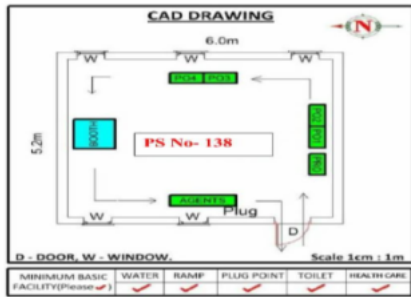 CAD DRAWING
N
6.0m
W W W
PO4 PO3
5.2m
BOOTH
PS No- 138
PO2
PO1
PRO
AGENTS
Plug
W W
D
D - DOOR, W - WINDOW.
Scale 1cm : 1m
MINIMUM BASIC FACILITY(Please✓) WATER RAMP PLUG POINT TOILET HEALTH CARE